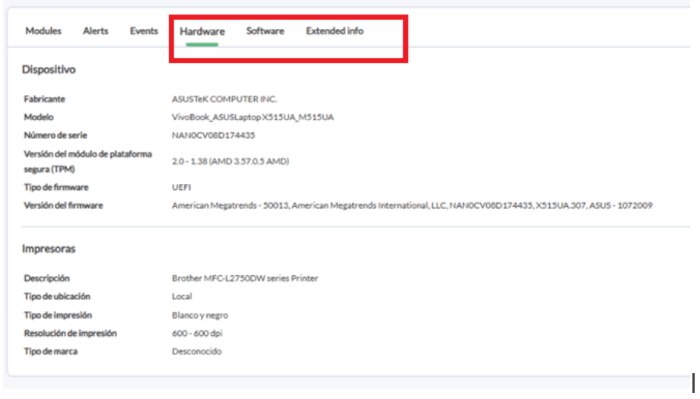 Modules Alerts Events Hardware Software Extended info
Dispositivo
Fabricante ASUSTeK COMPUTER INC.
Modelo VivoBook_ASUSLaptop X515UA_M515UA
Número de serie NAN0CV08D174435
Versión del módulo de plataforma
segura (TPM) 2.0 - 1.38 (AMD 3.57.0.5 AMD)
Tipo de firmware UEFI
Versión del firmware American Megatrends - 50013, American Megatrends International, LLC, NAN0CV08D174435, X515UA.307, ASUS - 1072009
Impresoras
Descripción Brother MFC-L2750DW series Printer
Tipo de ubicación Local
Tipo de impresión Blanco y negro
Resolución de impresión 600 - 600 dpi
Tipo de marca Desconocido